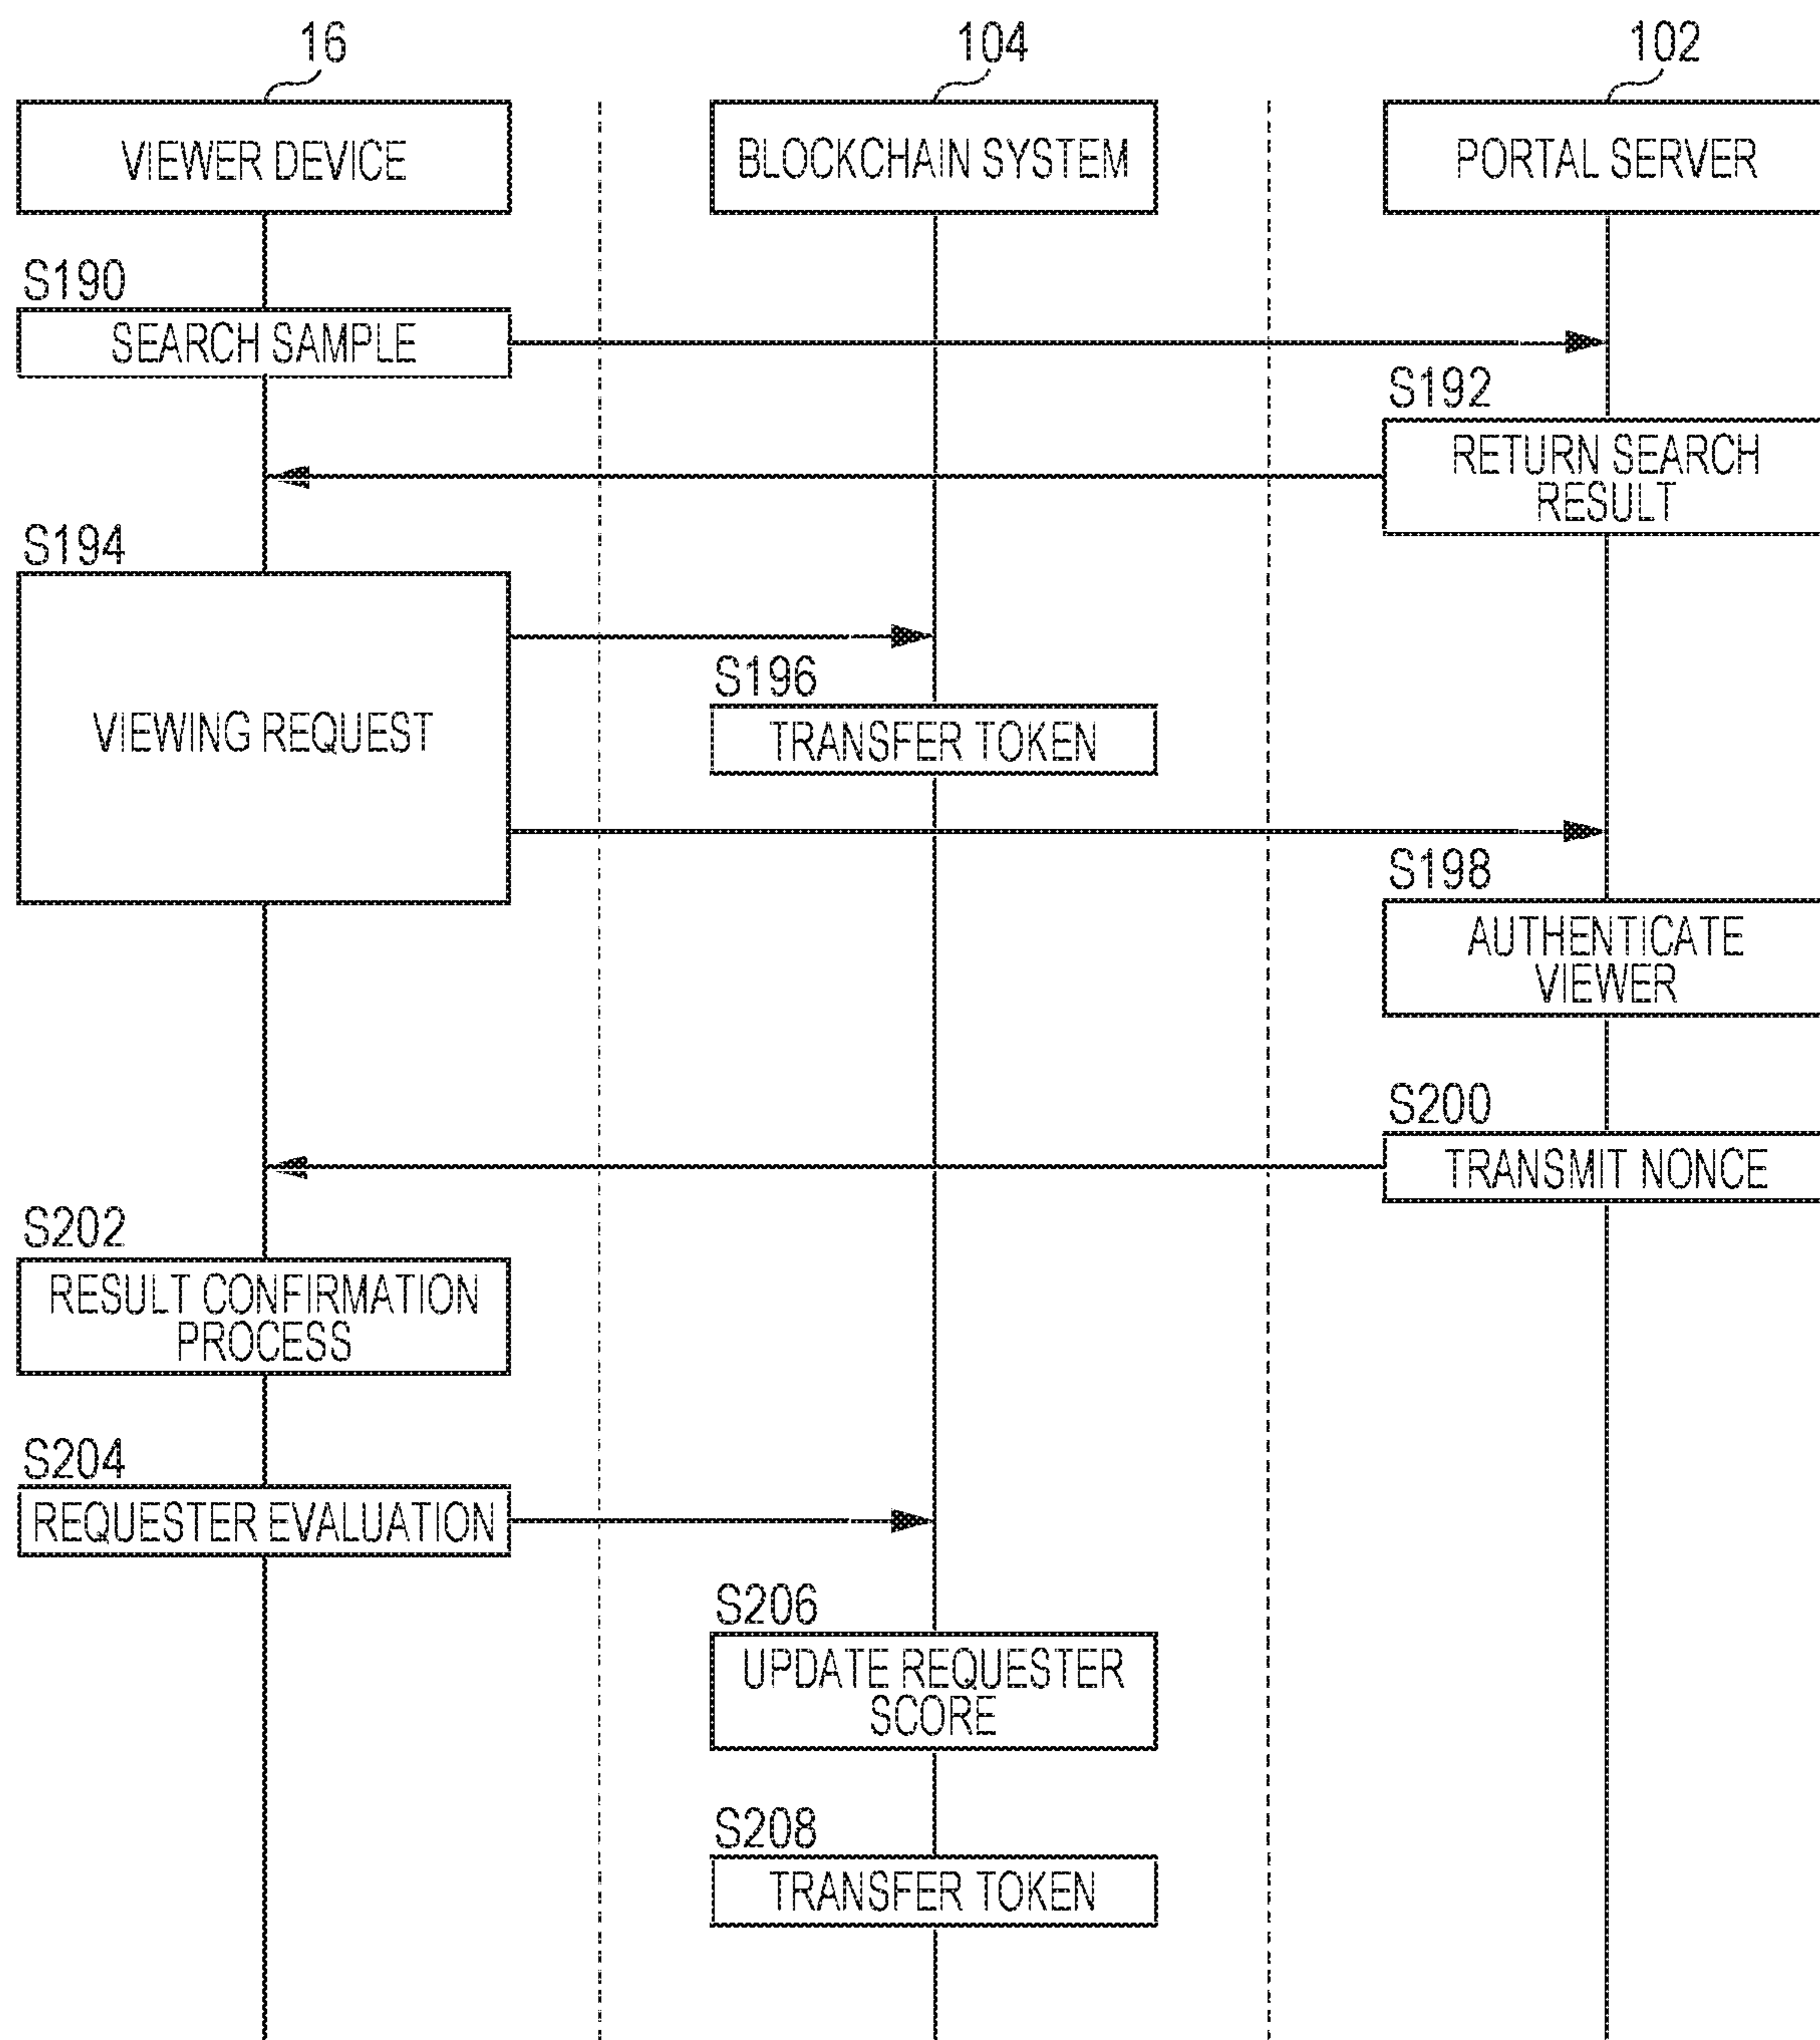 16
104
102
VIEWER DEVICE
BLOCKCHAIN SYSTEM
PORTAL SERVER
S190
SEARCH SAMPLE
S192
RETURN SEARCH
RESULT
S194
VIEWING REQUEST
S196
TRANSFER TOKEN
S198
AUTHENTICATE
VIEWER
S200
TRANSMIT NONCE
S202
RESULT CONFIRMATION
PROCESS
S204
REQUESTER EVALUATION
S206
UPDATE REQUESTER
SCORE
S208
TRANSFER TOKEN